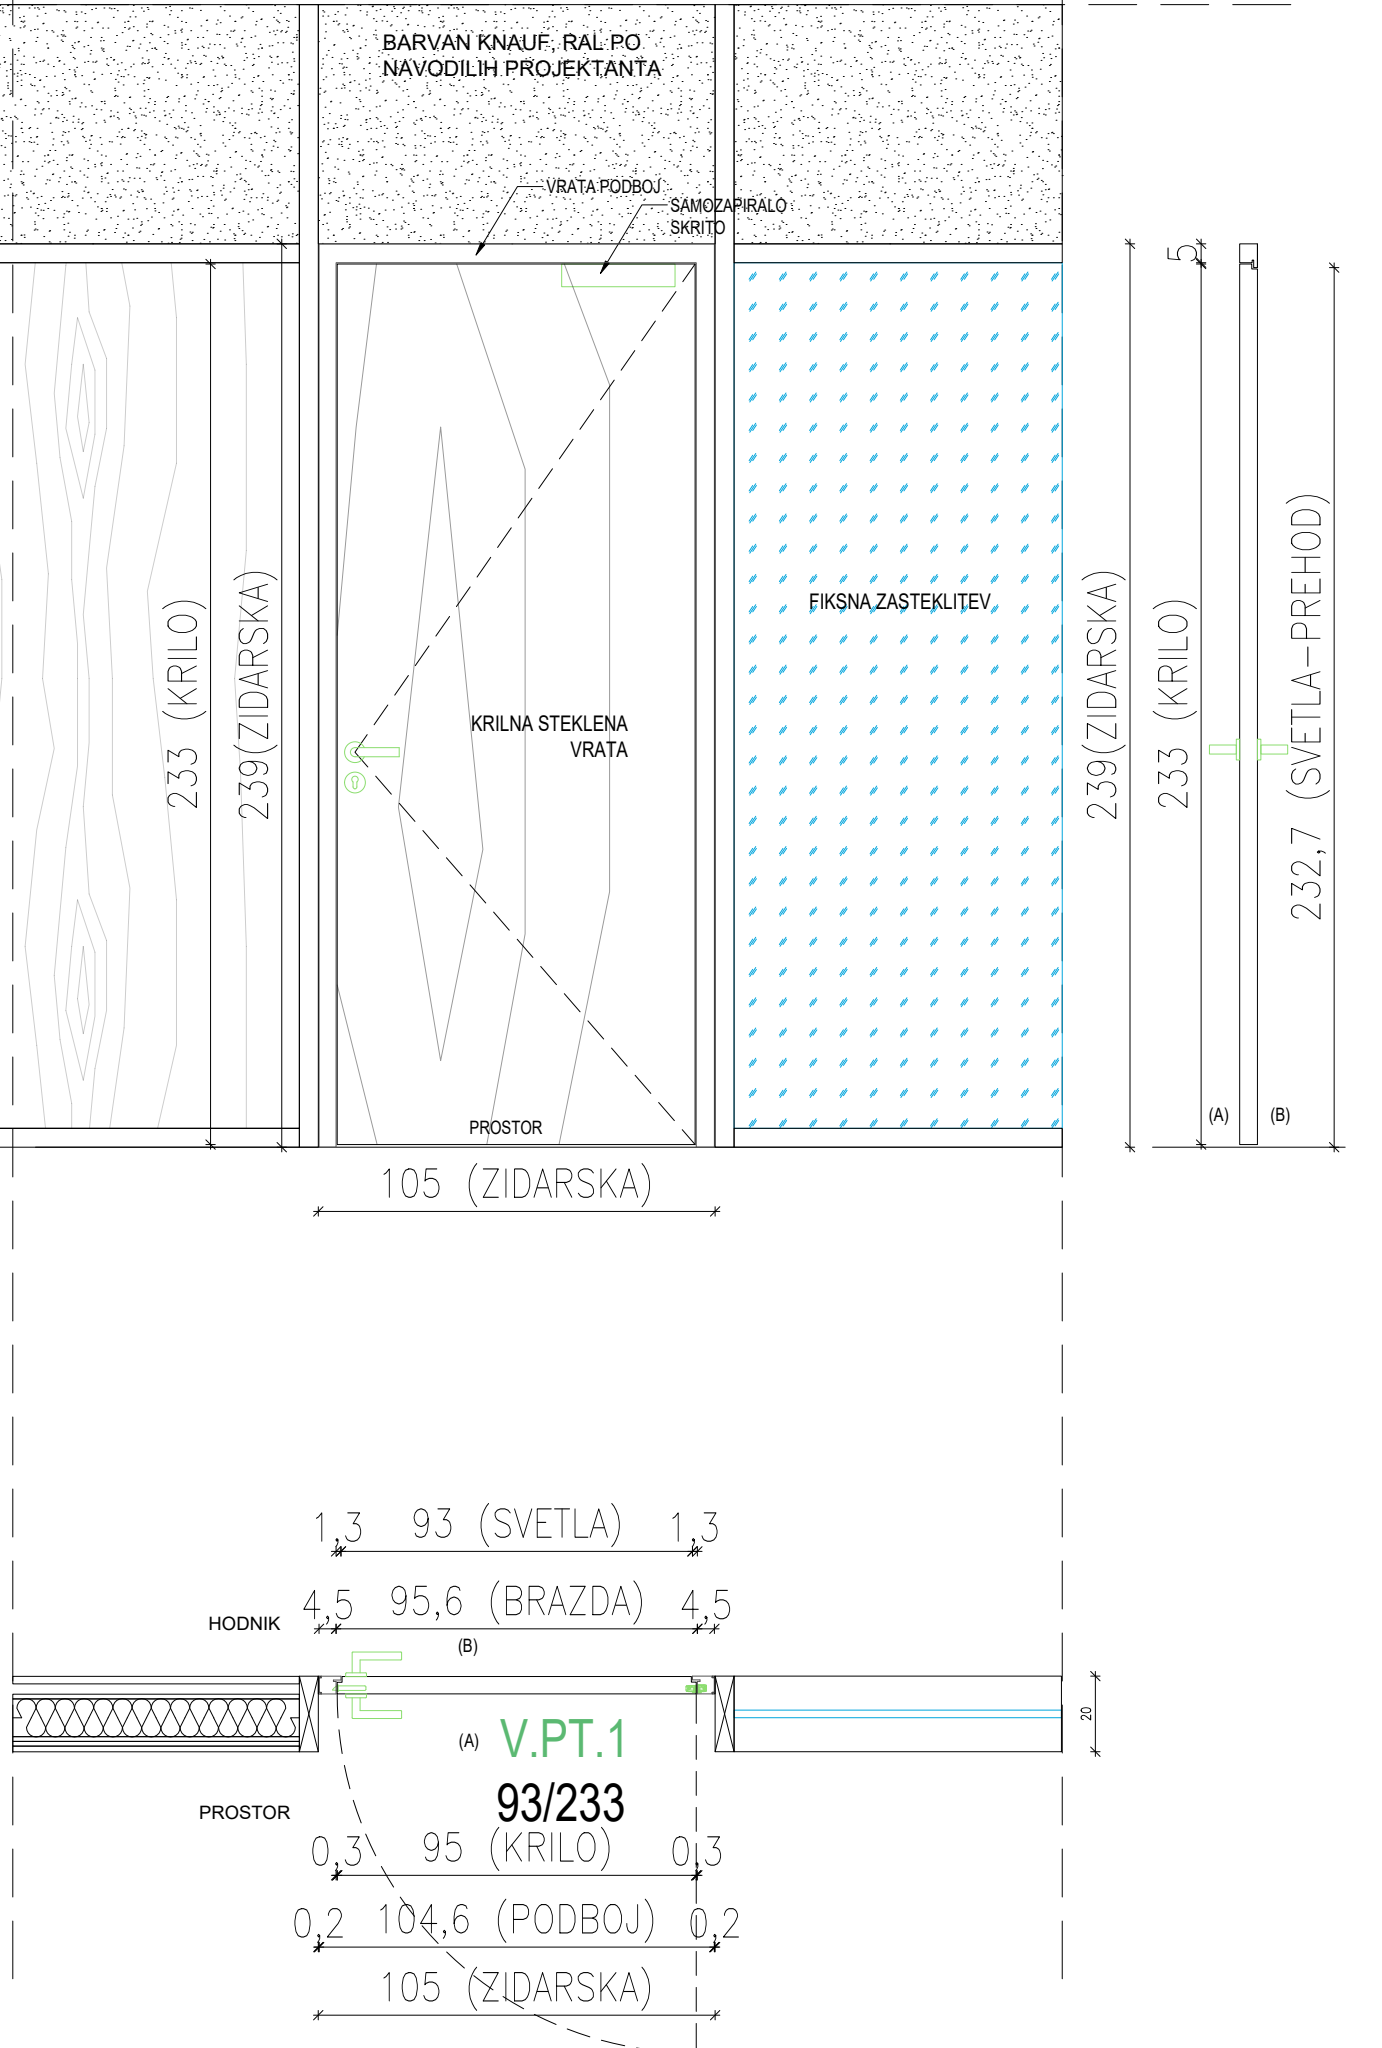 BARVAN KNAUF, RAL PO
NAVODILIH PROJEKTANTA
VRATA PODBOJ
SAMOZAPIRALO
SKRITO
5
233 (KRILO)
239(ZIDARSKA)
KRILNA STEKLENA
VRATA
FIKSNA ZASTEKLITEV
239(ZIDARSKA)
233 (KRILO)
232,7 (SVETLA-PREHOD)
PROSTOR
(A)
(B)
105 (ZIDARSKA)
1,3
93 (SVETLA)
1,3
4,5
95,6 (BRAZDA)
4,5
HODNIK
(B)
(A)
V.PT.1
20
93/233
PROSTOR
0,3
95 (KRILO)
0,3
0,2
104,6 (PODBOJ)
0,2
105 (ZIDARSKA)